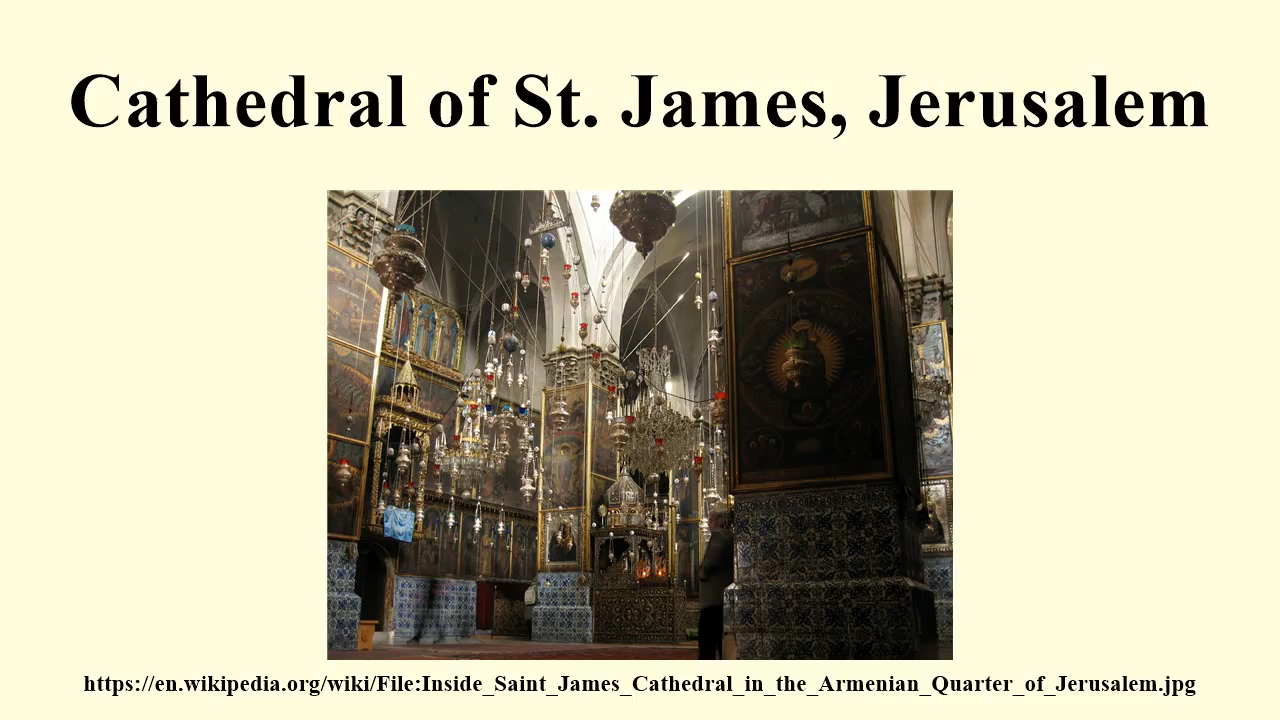 Cathedral of St. James, Jerusalem
https://en.wikipedia.org/wiki/File:Inside_Saint_James_Cathedral_in_the_Armenian_Quarter_of_Jerusalem.jpg